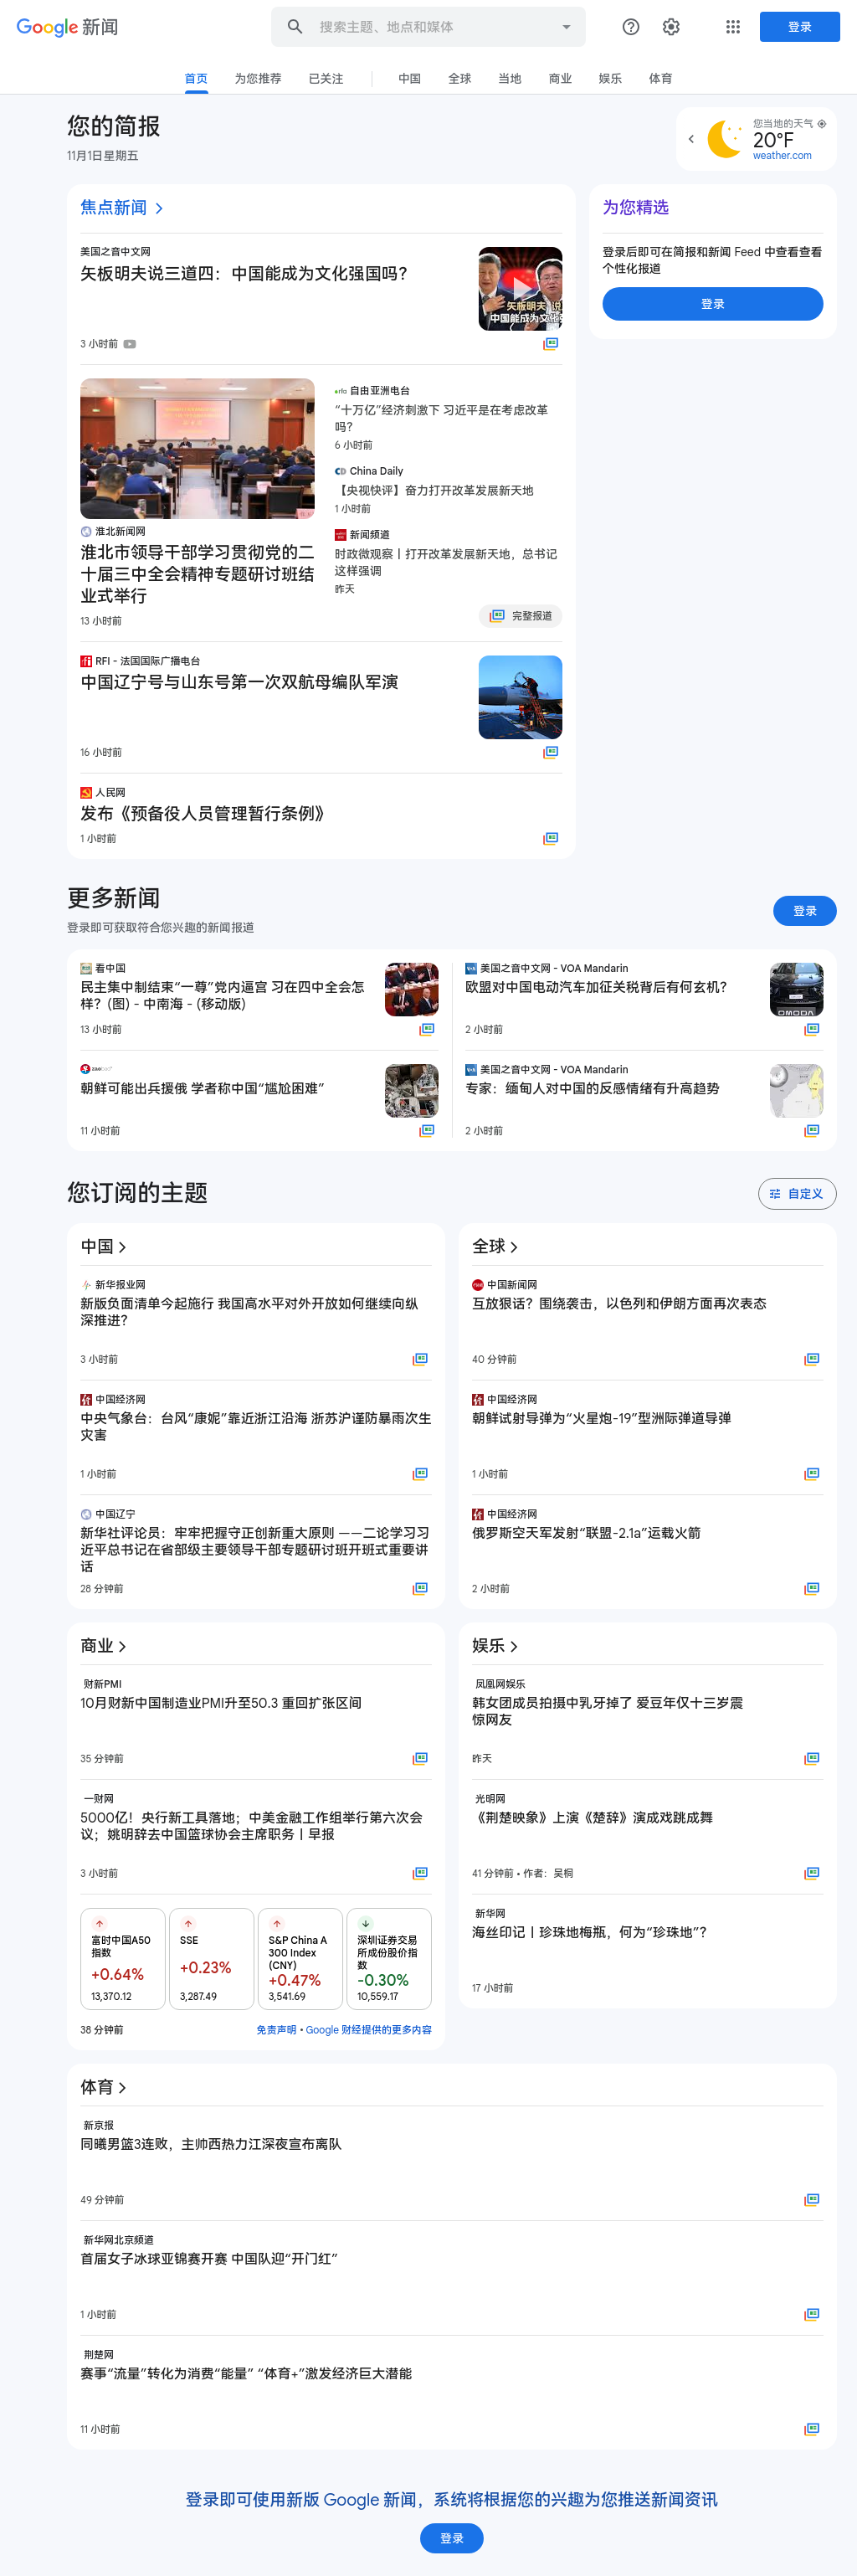 Google 新闻
搜索主题、地点和媒体
登录
首页
为您推荐
已关注
中国
全球
当地
商业
娱乐
体育
您的简报
11月1日星期五
您当地的天气
20°F
weather.com
焦点新闻
美国之音中文网
矢板明夫说三道四：中国能成为文化强国吗？
矢板明夫说
中国能成为文化
3 小时前
淮北新闻网
淮北市领导干部学习贯彻党的二
十届三中全会精神专题研讨班结
业式举行
13 小时前
rfa 自由亚洲电台
“十万亿”经济刺激下 习近平是在考虑改革
吗？
6 小时前
China Daily
【央视快评】奋力打开改革发展新天地
1 小时前
新闻频道
时政微观察丨打开改革发展新天地，总书记
这样强调
昨天
完整报道
RFI - 法国国际广播电台
中国辽宁号与山东号第一次双航母编队军演
16 小时前
人民网
发布《预备役人员管理暂行条例》
1 小时前
为您精选
登录后即可在简报和新闻 Feed 中查看查看
个性化报道
登录
更多新闻
登录即可获取符合您兴趣的新闻报道
登录
看中国
民主集中制结束“一尊”党内逼宫 习在四中全会怎
样？(图) - 中南海 - (移动版)
13 小时前
美国之音中文网 - VOA Mandarin
欧盟对中国电动汽车加征关税背后有何玄机？
OMODA
2 小时前
zaobao
朝鲜可能出兵援俄 学者称中国“尴尬困难”
11 小时前
美国之音中文网 - VOA Mandarin
专家：缅甸人对中国的反感情绪有升高趋势
2 小时前
您订阅的主题
自定义
中国
新华报业网
新版负面清单今起施行 我国高水平对外开放如何继续向纵
深推进？
3 小时前
中国经济网
中央气象台：台风“康妮”靠近浙江沿海 浙苏沪谨防暴雨次生
灾害
1 小时前
中国辽宁
新华社评论员：牢牢把握守正创新重大原则 ——二论学习习
近平总书记在省部级主要领导干部专题研讨班开班式重要讲
话
28 分钟前
全球
中国新闻网
互放狠话？围绕袭击，以色列和伊朗方面再次表态
40 分钟前
中国经济网
朝鲜试射导弹为“火星炮-19”型洲际弹道导弹
1 小时前
中国经济网
俄罗斯空天军发射“联盟-2.1a”运载火箭
2 小时前
商业
财新PMI
10月财新中国制造业PMI升至50.3 重回扩张区间
35 分钟前
一财网
5000亿！央行新工具落地；中美金融工作组举行第六次会
议；姚明辞去中国篮球协会主席职务丨早报
3 小时前
富时中国A50
指数
+0.64%
13,370.12
SSE
+0.23%
3,287.49
S&P China A
300 Index
(CNY)
+0.47%
3,541.69
深圳证券交易
所成份股价指
数
-0.30%
10,559.17
38 分钟前
免责声明 • Google 财经提供的更多内容
娱乐
凤凰网娱乐
韩女团成员拍摄中乳牙掉了 爱豆年仅十三岁震
惊网友
昨天
光明网
《荆楚映象》上演《楚辞》演成戏跳成舞
41 分钟前 • 作者：吴桐
新华网
海丝印记丨珍珠地梅瓶，何为“珍珠地”？
17 小时前
体育
新京报
同曦男篮3连败，主帅西热力江深夜宣布离队
49 分钟前
新华网北京频道
首届女子冰球亚锦赛开赛 中国队迎“开门红”
1 小时前
荆楚网
赛事“流量”转化为消费“能量” “体育+”激发经济巨大潜能
11 小时前
登录即可使用新版 Google 新闻，系统将根据您的兴趣为您推送新闻资讯
登录